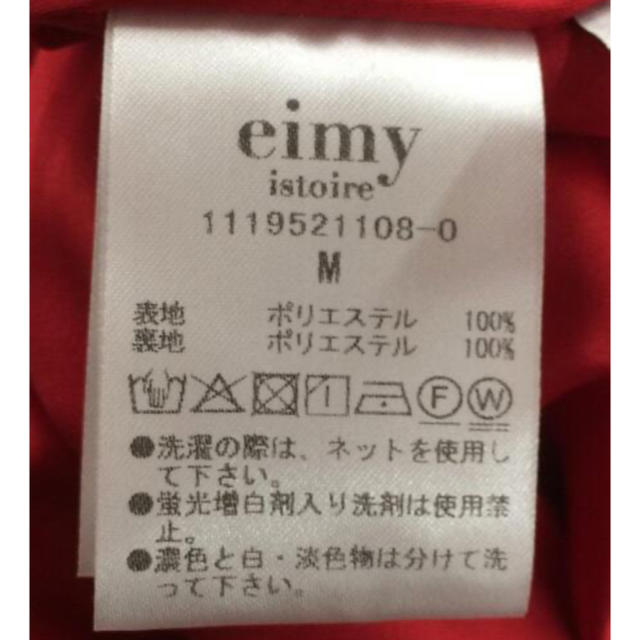 eimy
istoire
1119521108-0
M
表地 ポリエステル 100%
裏地 ポリエステル 100%
F W
●洗濯の際は、ネットを使用し
て下さい。
●蛍光増白剤入り洗剤は使用禁
止。
●濃色と白・淡色物は分けて洗
って下さい。